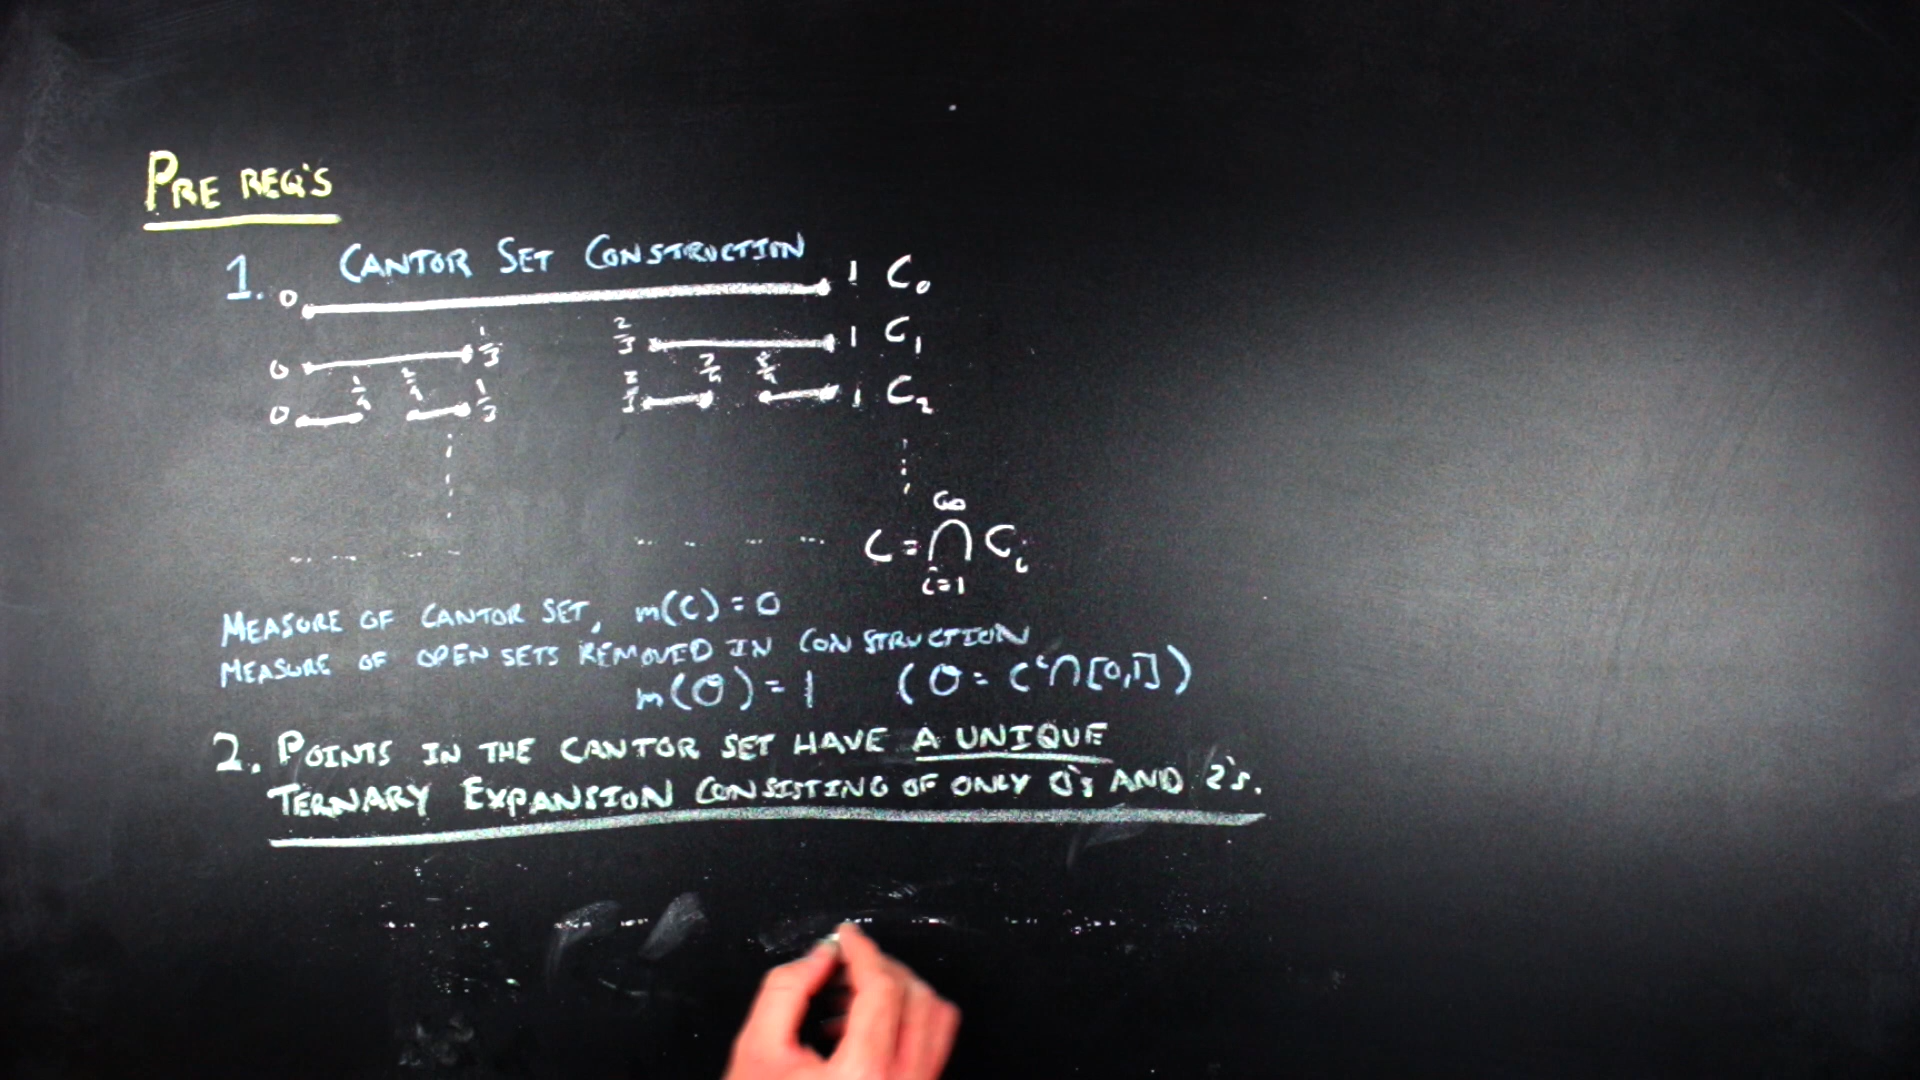 PRE REQ'S
1. CANTOR SET CONSTRUCTION
0 1 C₀
0 1/3 2/3 1 C₁
0 1/9 2/9 1/3 2/3 7/9 8/9 1 C₂
C = ∞ ⋂ i=1 Cᵢ
MEASURE OF CANTOR SET, m(C) = 0
MEASURE OF OPEN SETS REMOVED IN CONSTRUCTION
m(O) = 1 (O = Cᶜ∩[0,1])
2. POINTS IN THE CANTOR SET HAVE A UNIQUE
TERNARY EXPANSION CONSISTING OF ONLY 0's AND 2's.